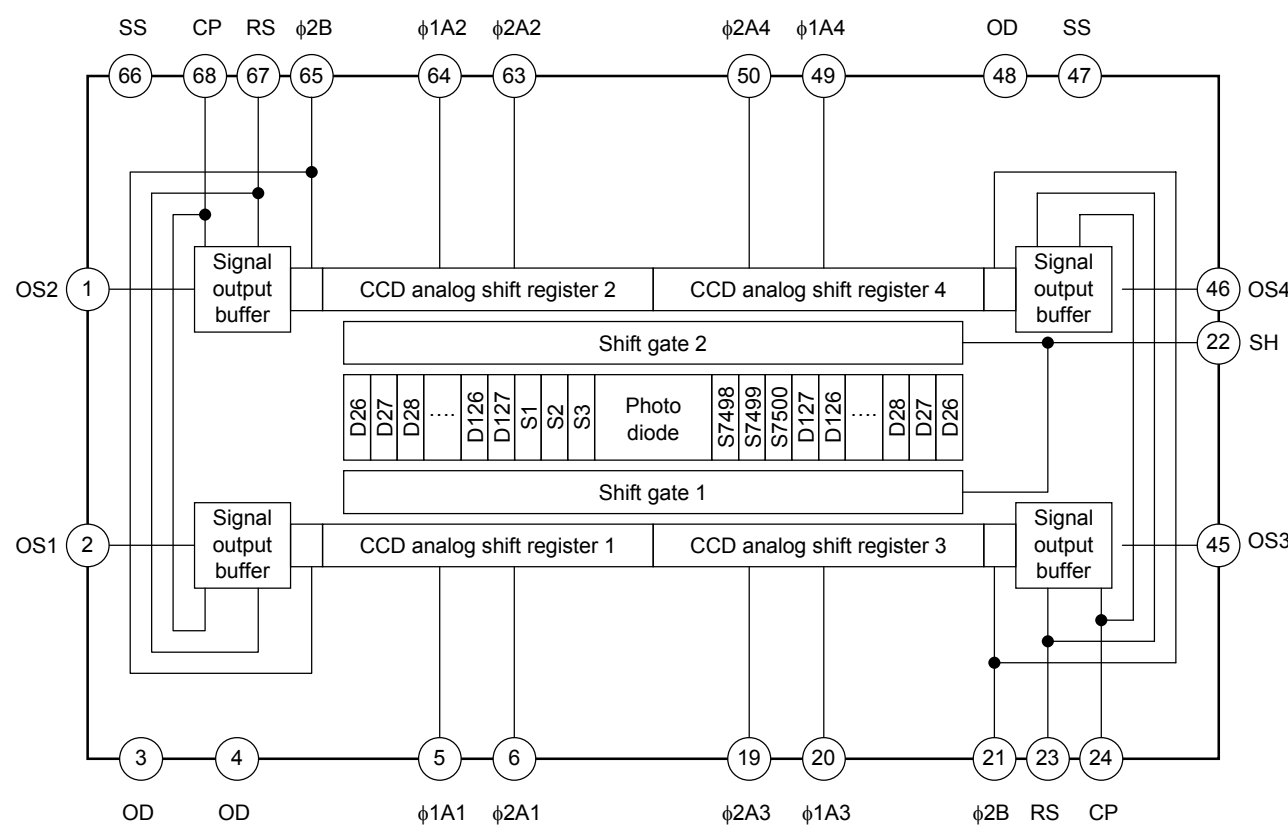 SS CP RS ϕ2B ϕ1A2 ϕ2A2 ϕ2A4 ϕ1A4 OD SS
66 68 67 65 64 63 50 49 48 47
Signal output buffer
Signal output buffer
OS2 1
CCD analog shift register 2
CCD analog shift register 4
46 OS4
Shift gate 2
22 SH
D26 D27 D28 .... D126 D127 S1 S2 S3 Photo diode S7498 S7499 S7500 D127 D126 .... D28 D27 D26
Shift gate 1
Signal output buffer
Signal output buffer
OS1 2
CCD analog shift register 1
CCD analog shift register 3
45 OS3
3 4 5 6 19 20 21 23 24
OD OD ϕ1A1 ϕ2A1 ϕ2A3 ϕ1A3 ϕ2B RS CP